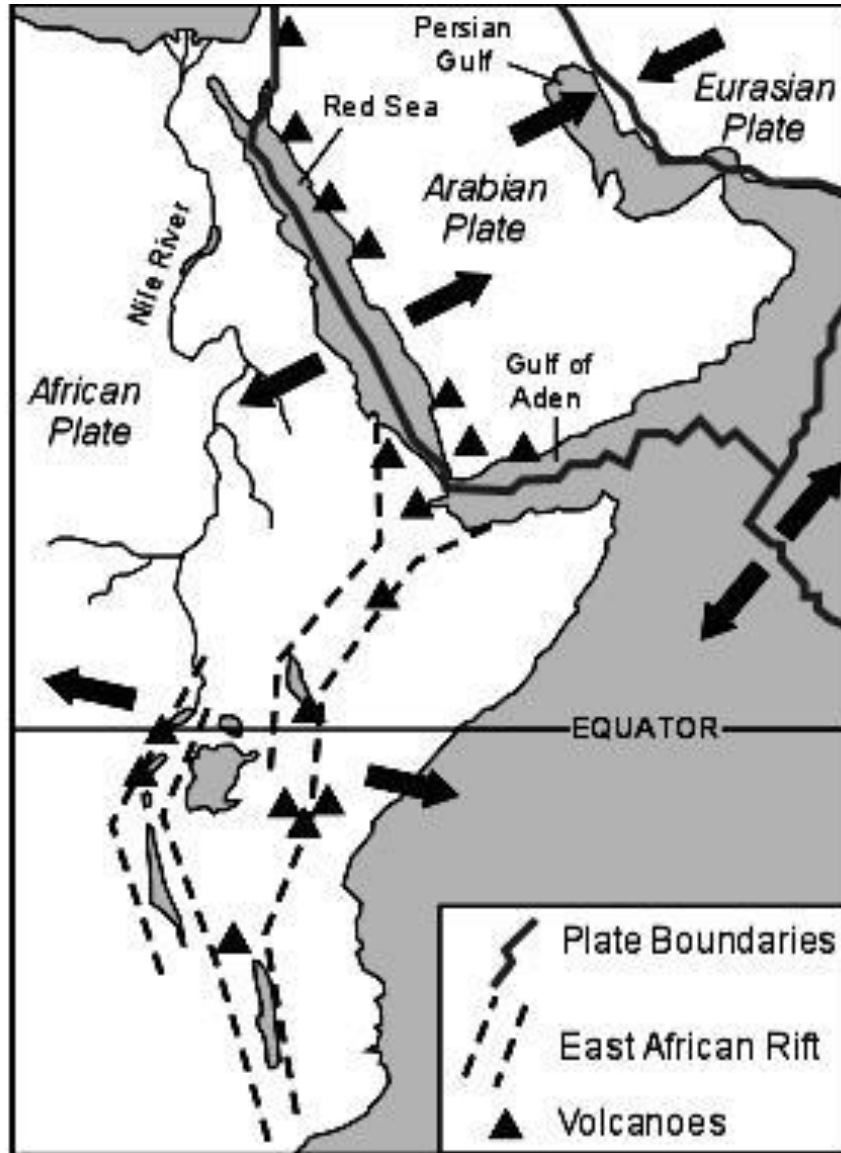 Persian
Gulf
Eurasian
Plate
Red Sea
Arabian
Plate
Nile River
Gulf of
Aden
African
Plate
EQUATOR
Plate Boundaries
East African Rift
Volcanoes